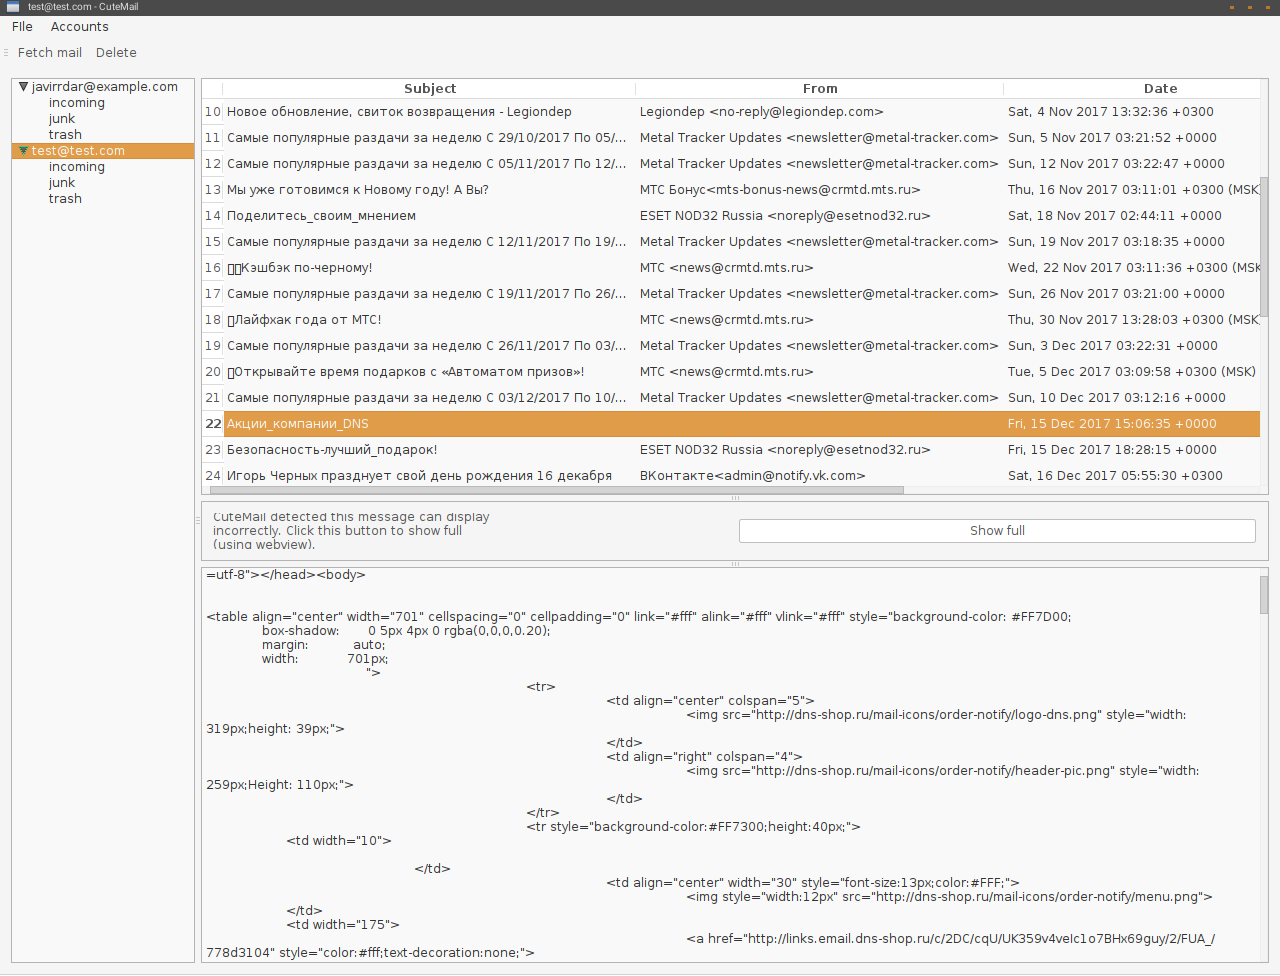 test@test.com - CuteMail
File Accounts
Fetch mail Delete
javirrdar@example.com
incoming
junk
trash
test@test.com
incoming
junk
trash
Subject From Date
10 Новое обновление, свиток возвращения - Legiondep Legiondep <no-reply@legiondep.com> Sat, 4 Nov 2017 13:32:36 +0300
11 Самые популярные раздачи за неделю С 29/10/2017 По 05/... Metal Tracker Updates <newsletter@metal-tracker.com> Sun, 5 Nov 2017 03:21:52 +0000
12 Самые популярные раздачи за неделю С 05/11/2017 По 12/... Metal Tracker Updates <newsletter@metal-tracker.com> Sun, 12 Nov 2017 03:22:47 +0000
13 Мы уже готовимся к Новому году! А Вы? МТС Бонус<mts-bonus-news@crmtd.mts.ru> Thu, 16 Nov 2017 03:11:01 +0300 (MSK
14 Поделитесь_своим_мнением ESET NOD32 Russia <noreply@esetnod32.ru> Sat, 18 Nov 2017 02:44:11 +0000
15 Самые популярные раздачи за неделю С 12/11/2017 По 19/... Metal Tracker Updates <newsletter@metal-tracker.com> Sun, 19 Nov 2017 03:18:35 +0000
16 Кэшбэк по-черному! МТС <news@crmtd.mts.ru> Wed, 22 Nov 2017 03:11:36 +0300 (MSK
17 Самые популярные раздачи за неделю С 19/11/2017 По 26/... Metal Tracker Updates <newsletter@metal-tracker.com> Sun, 26 Nov 2017 03:21:00 +0000
18 Лайфхак года от МТС! МТС <news@crmtd.mts.ru> Thu, 30 Nov 2017 13:28:03 +0300 (MSK
19 Самые популярные раздачи за неделю С 26/11/2017 По 03/... Metal Tracker Updates <newsletter@metal-tracker.com> Sun, 3 Dec 2017 03:22:31 +0000
20 Открывайте время подарков с «Автоматом призов»! МТС <news@crmtd.mts.ru> Tue, 5 Dec 2017 03:09:58 +0300 (MSK)
21 Самые популярные раздачи за неделю С 03/12/2017 По 10/... Metal Tracker Updates <newsletter@metal-tracker.com> Sun, 10 Dec 2017 03:12:16 +0000
22 Акции_компании_DNS Fri, 15 Dec 2017 15:06:35 +0000
23 Безопасность-лучший_подарок! ESET NOD32 Russia <noreply@esetnod32.ru> Fri, 15 Dec 2017 18:28:15 +0000
24 Игорь Черных празднует свой день рождения 16 декабря ВКонтакте<admin@notify.vk.com> Sat, 16 Dec 2017 05:55:30 +0300
CuteMail detected this message can display
incorrectly. Click this button to show full
(using webview).
Show full
=utf-8"></head><body>
<table align="center" width="701" cellspacing="0" cellpadding="0" link="#fff" alink="#fff" vlink="#fff" style="background-color: #FF7D00;
box-shadow: 0 5px 4px 0 rgba(0,0,0,0.20);
margin: auto;
width: 701px;
">
<tr>
<td align="center" colspan="5">
<img src="http://dns-shop.ru/mail-icons/order-notify/logo-dns.png" style="width:
319px;height: 39px;">
</td>
<td align="right" colspan="4">
<img src="http://dns-shop.ru/mail-icons/order-notify/header-pic.png" style="width:
259px;Height: 110px;">
</td>
</tr>
<tr style="background-color:#FF7300;height:40px;">
<td width="10">
</td>
<td align="center" width="30" style="font-size:13px;color:#FFF;">
<img style="width:12px" src="http://dns-shop.ru/mail-icons/order-notify/menu.png">
</td>
<td width="175">
<a href="http://links.email.dns-shop.ru/c/2DC/cqU/UK359v4veIc1o7BHx69guy/2/FUA_/
778d3104" style="color:#fff;text-decoration:none;">